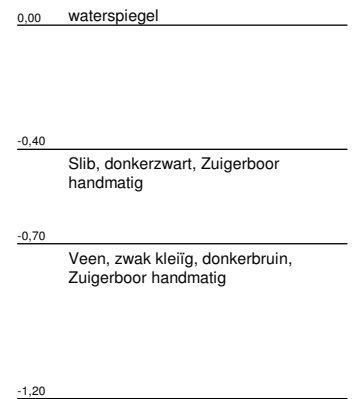 0,00 waterspiegel
-0,40
Slib, donkerzwart, Zuigerboor
handmatig
-0,70
Veen, zwak kleiïg, donkerbruin,
Zuigerboor handmatig
-1,20